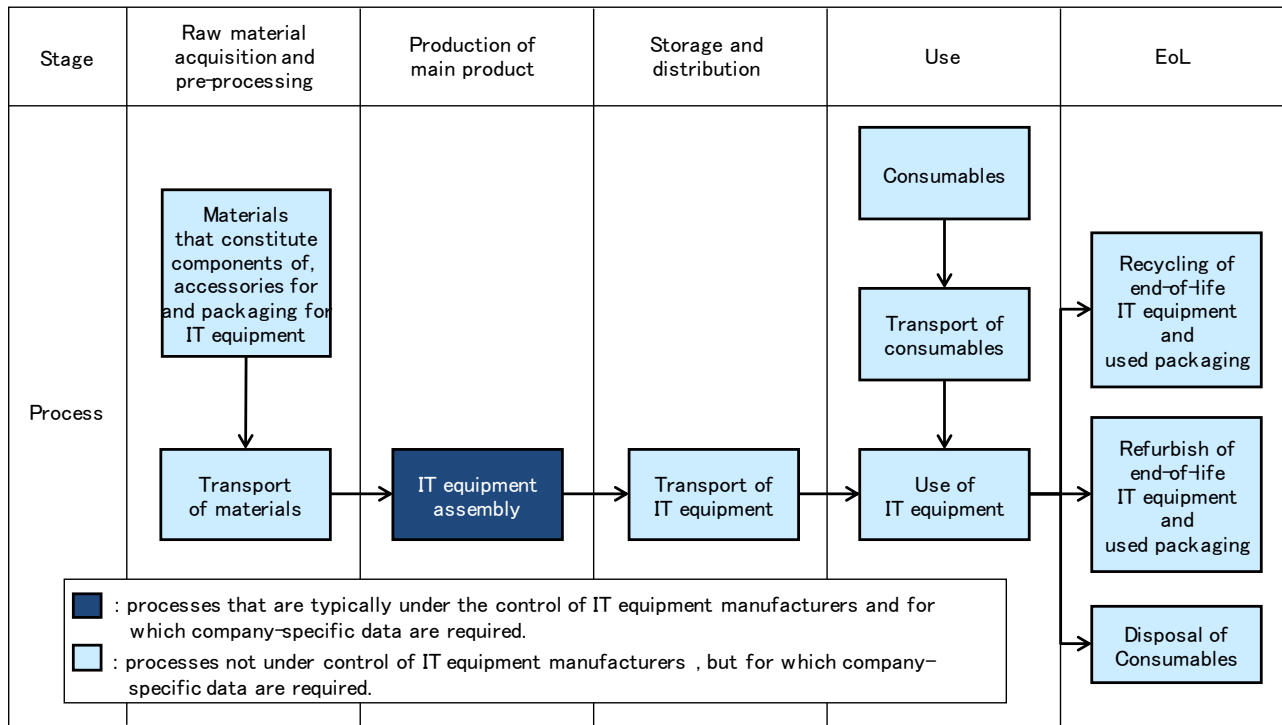 Stage
Raw material
acquisition and
pre-processing
Production of
main product
Storage and
distribution
Use
EoL
Process
Materials
that constitute
components of,
accessories for
and packaging for
IT equipment
Transport
of materials
IT equipment
assembly
Transport of
IT equipment
Consumables
Transport of
consumables
Use of
IT equipment
Recycling of
end-of-life
IT equipment
and
used packaging
Refurbish of
end-of-life
IT equipment
and
used packaging
Disposal of
Consumables
: processes that are typically under the control of IT equipment manufacturers and for
which company-specific data are required.
: processes not under control of IT equipment manufacturers , but for which company-
specific data are required.